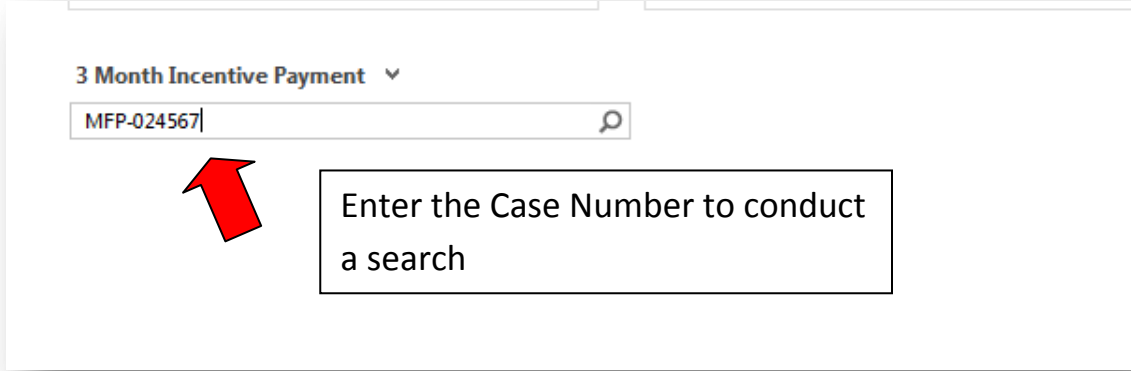 3 Month Incentive Payment
MFP-024567
Enter the Case Number to conduct
a search